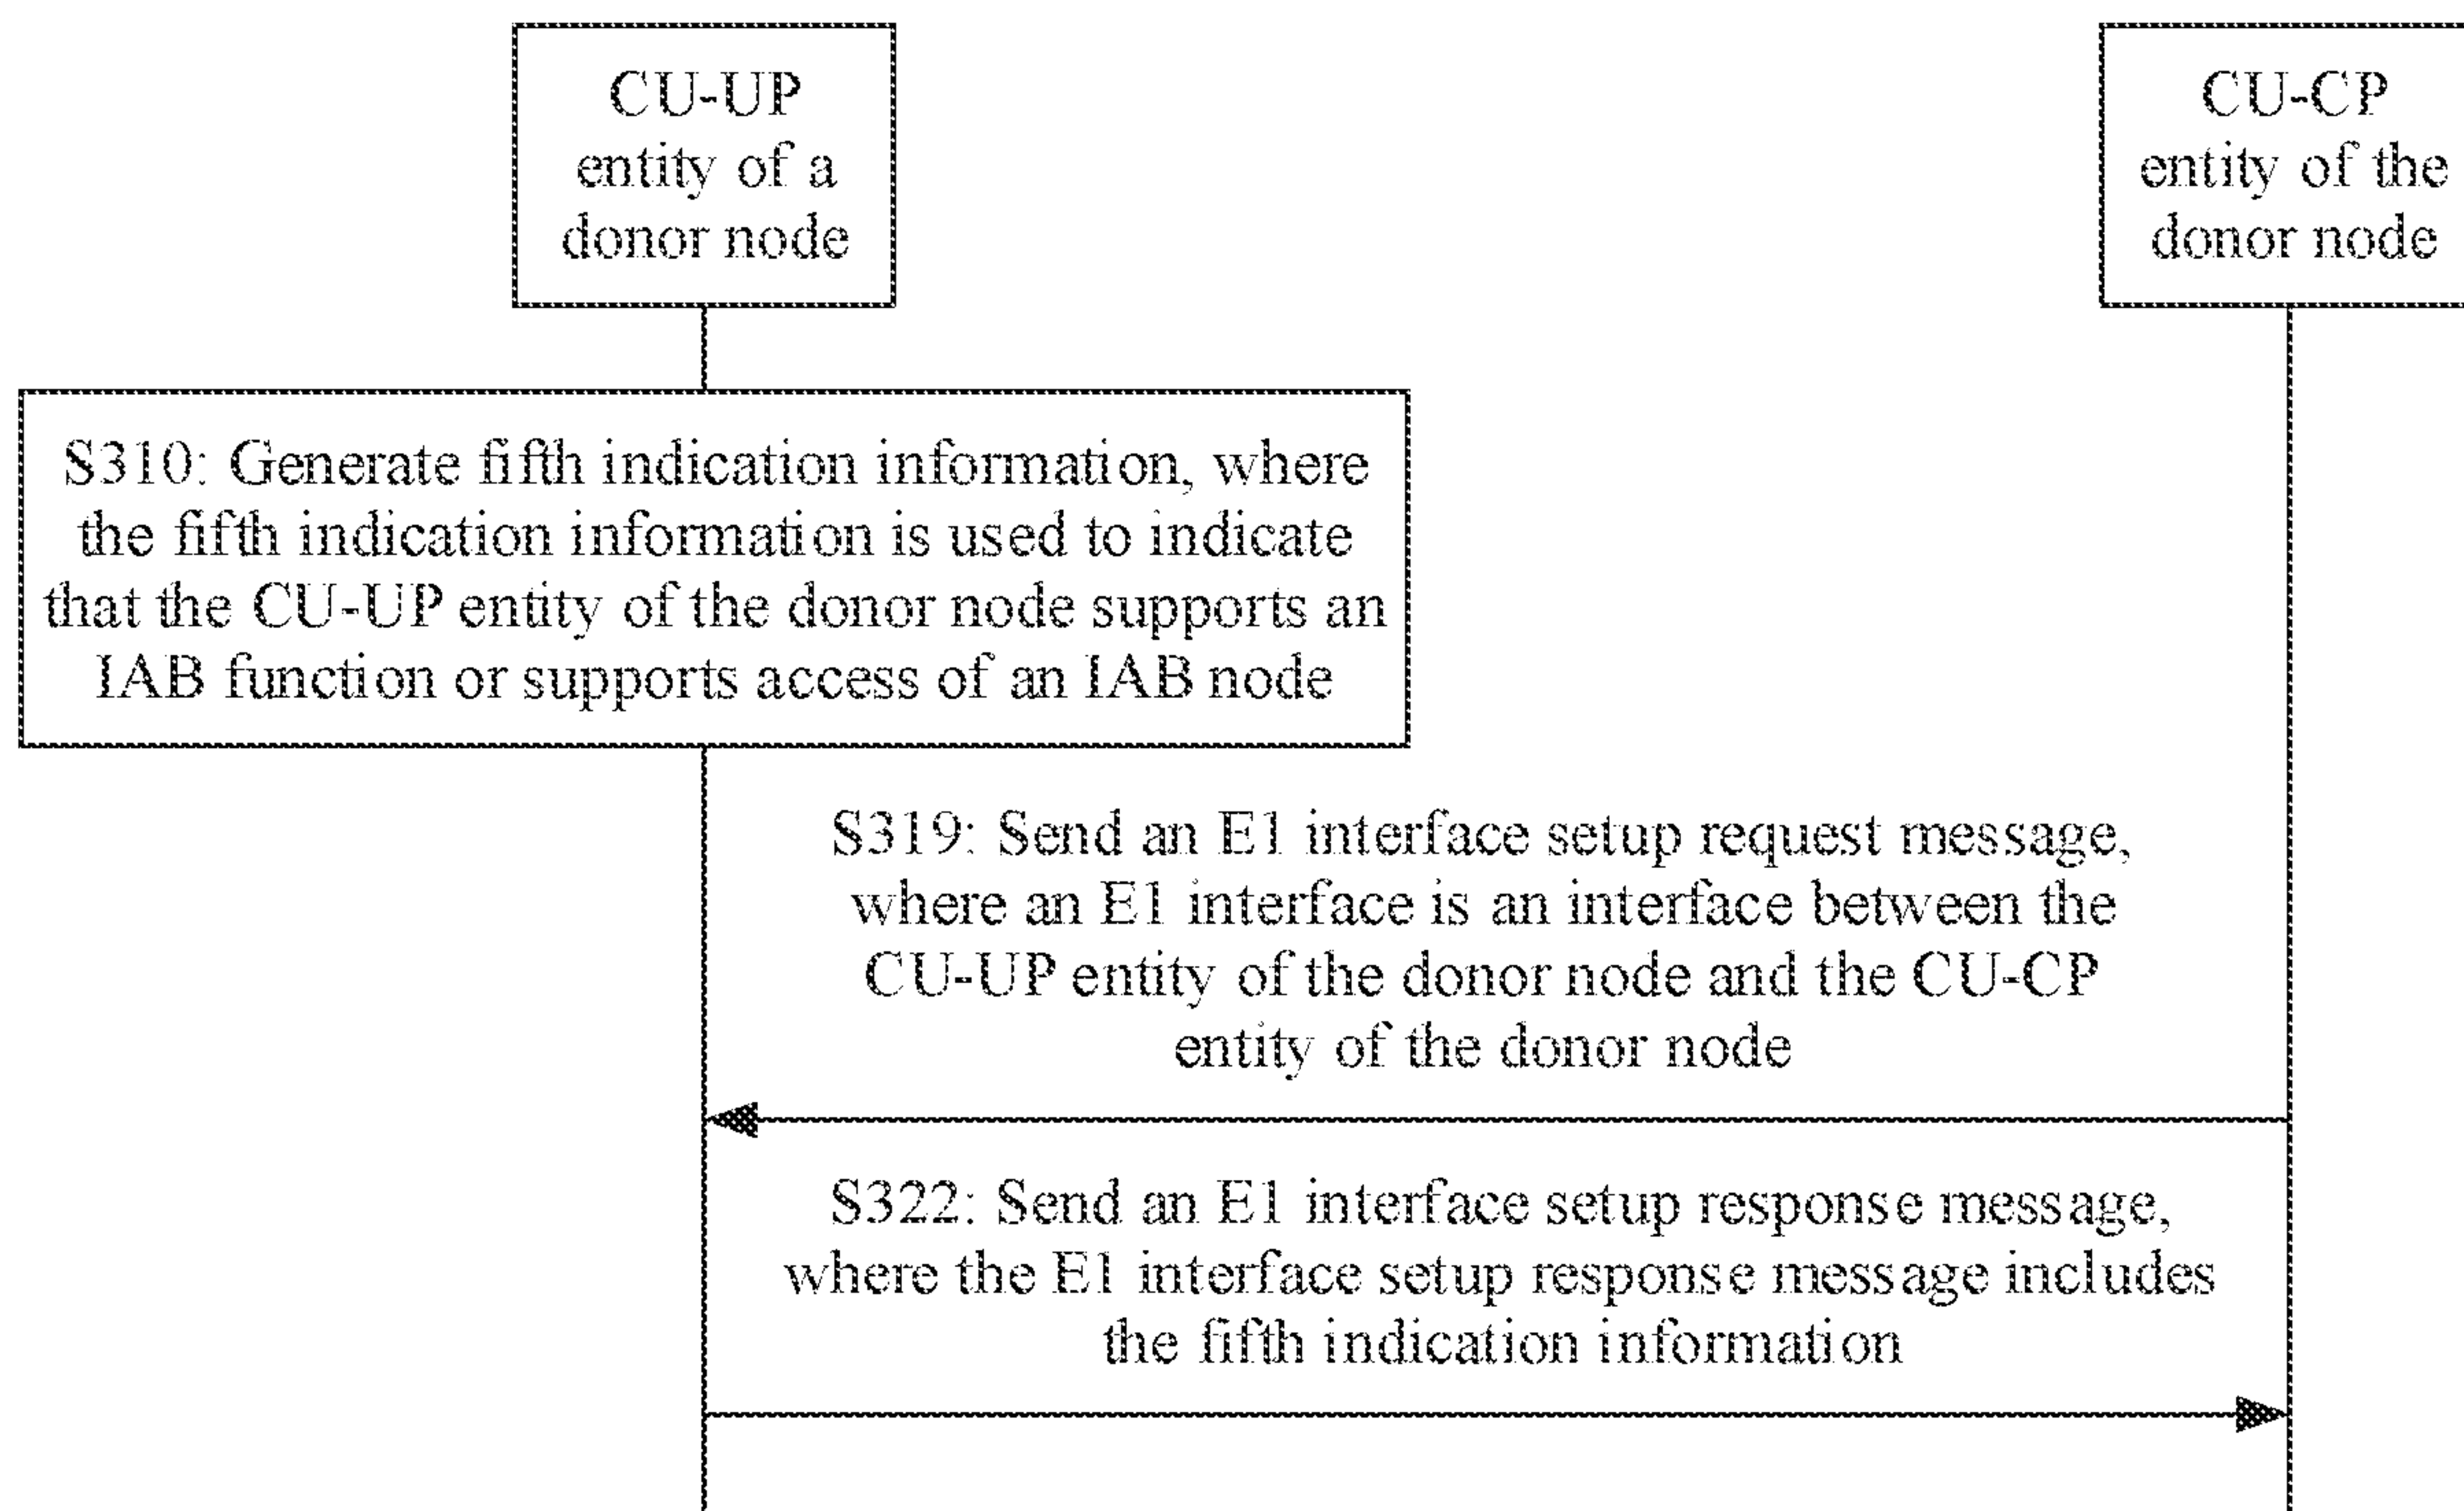 CU-UP
entity of a
donor node
CU-CP
entity of the
donor node
S310: Generate fifth indication information, where
the fifth indication information is used to indicate
that the CU-UP entity of the donor node supports an
IAB function or supports access of an IAB node
S319: Send an E1 interface setup request message,
where an E1 interface is an interface between the
CU-UP entity of the donor node and the CU-CP
entity of the donor node
S322: Send an E1 interface setup response message,
where the E1 interface setup response message includes
the fifth indication information